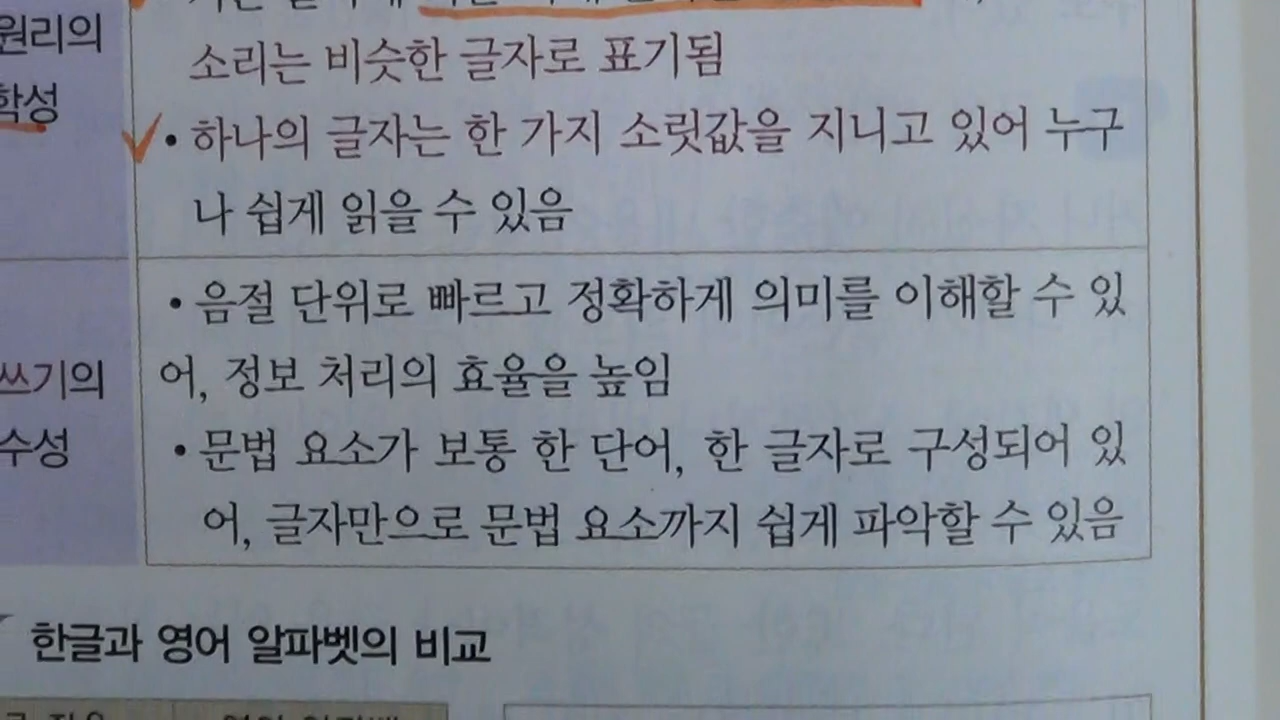 원리의
학성
소리는 비슷한 글자로 표기됨
• 하나의 글자는 한 가지 소릿값을 지니고 있어 누구
나 쉽게 읽을 수 있음
쓰기의
수성
• 음절 단위로 빠르고 정확하게 의미를 이해할 수 있
어, 정보 처리의 효율을 높임
• 문법 요소가 보통 한 단어, 한 글자로 구성되어 있
어, 글자만으로 문법 요소까지 쉽게 파악할 수 있음
한글과 영어 알파벳의 비교